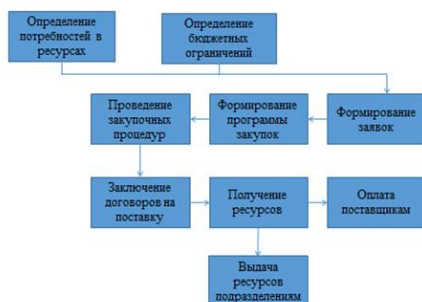 Определение
потребностей в
ресурсах
Определение
бюджетных
ограничений
Проведение
закупочных
процедур
Формирование
программы
закупок
Формирование
заявок
Заключение
договоров на
поставку
Получение
ресурсов
Оплата
поставщикам
Выдача
ресурсов
подразделениям